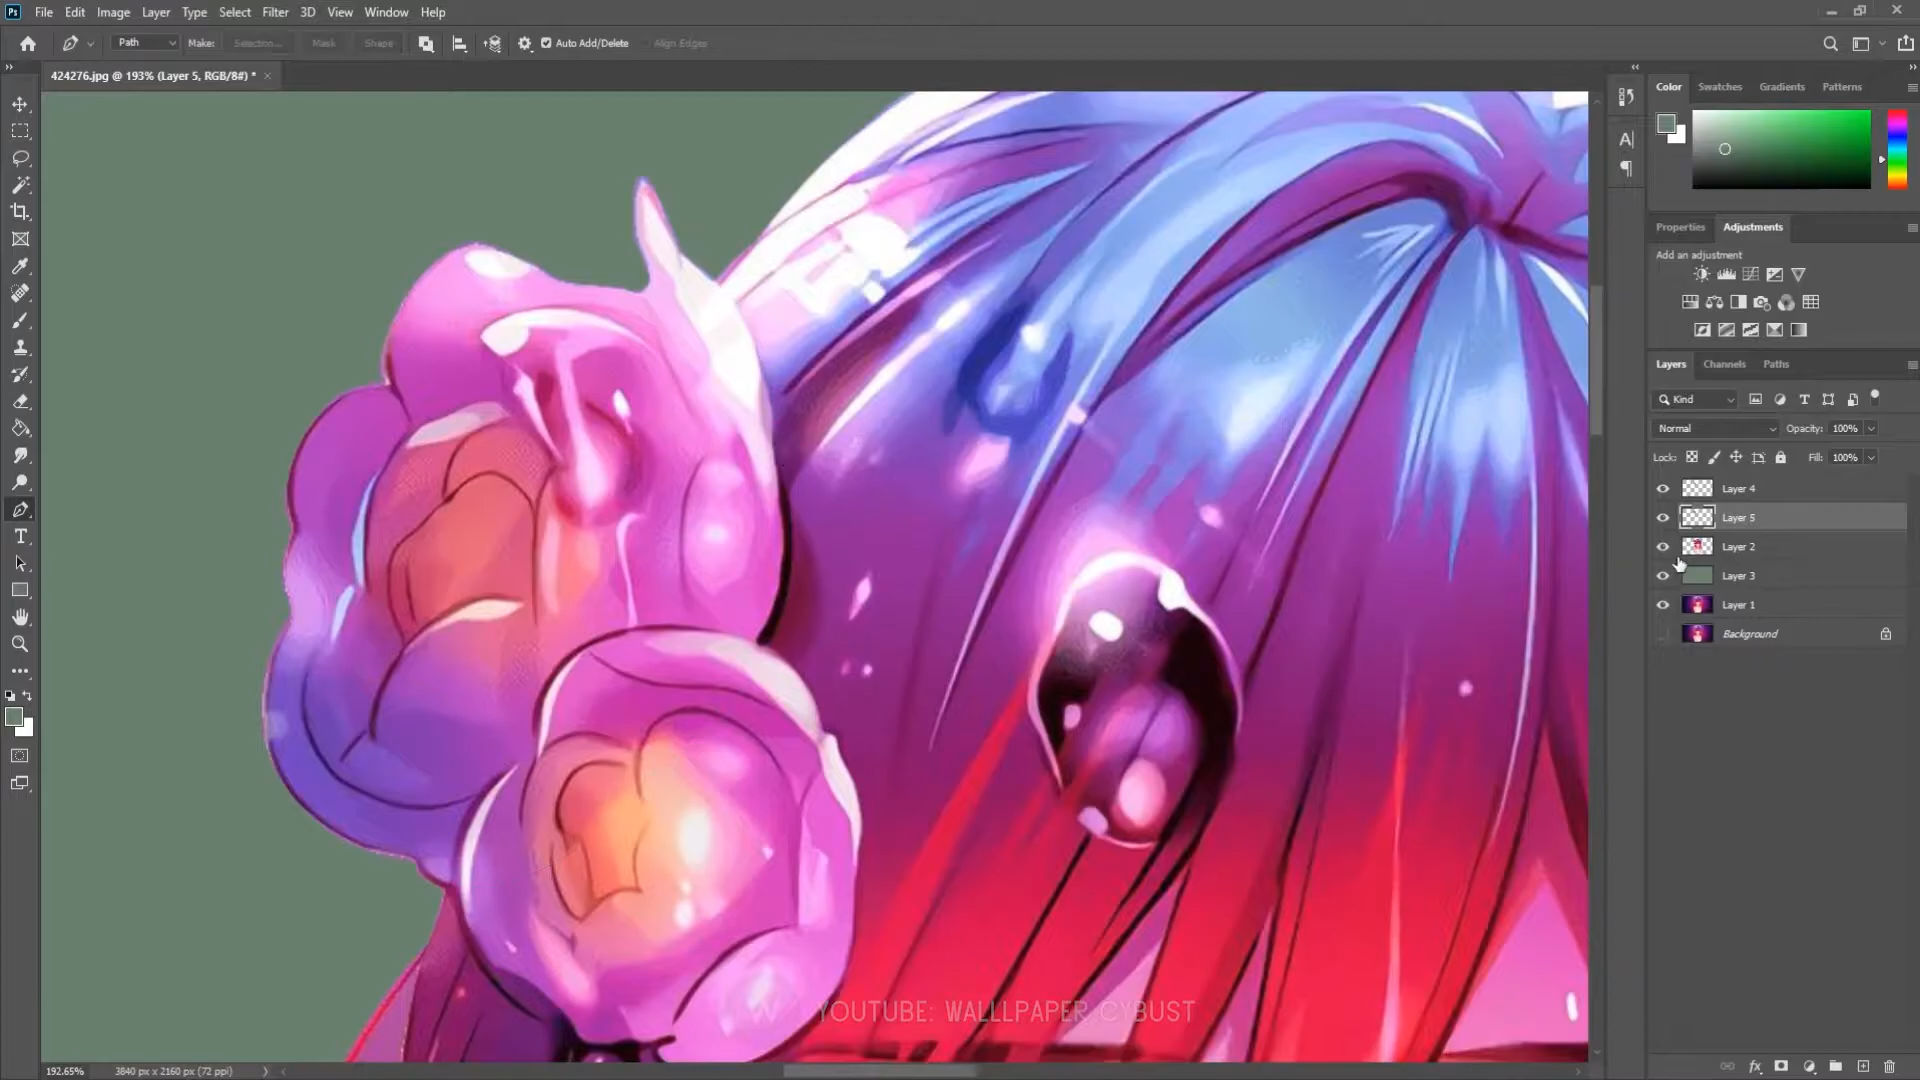 Ps File Edit Image Layer Type Select Filter 3D View Window Help
Path Make: Selection... Mask Shape Auto Add/Delete Align Edges
424276.jpg @ 193% (Layer 5, RGB/8#) *
Color Swatches Gradients Patterns
Properties Adjustments
Add an adjustment
Layers Channels Paths
Kind
Normal Opacity: 100%
Lock: Fill: 100%
Layer 4
Layer 5
Layer 2
Layer 3
Layer 1
Background
YOUTUBE: WALLLPAPER CYBUST
192.65% 3840 px x 2160 px (72 ppi)